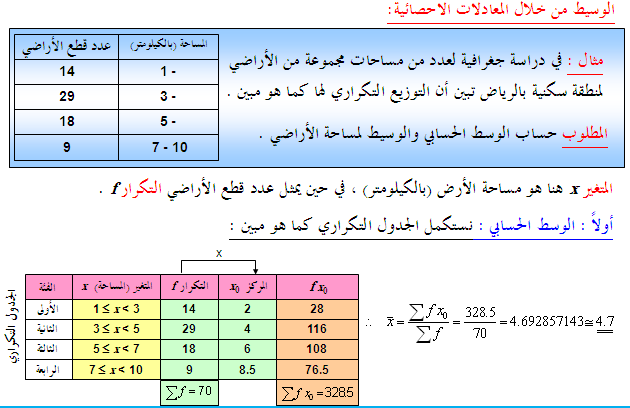 الوسيط من خلال المعادلات الاحصائية:
مثال : في دراسة جغرافية لعدد من مساحات مجموعة من الأراضي
لمنطقة سكنية بالرياض تبين أن التوزيع التكراري لها كما هو مبين .
المطلوب حساب الوسط الحسابي والوسيط لمساحة الأراضي .
المساحة (بالكيلومتر) عدد قطع الأراضي
1 - 14
3 - 29
5 - 18
7 - 10 9
المتغير x هنا هو مساحة الأرض (بالكيلومتر) ، في حين يمثل عدد قطع الأراضي التكرار f .
أولاً : الوسط الحسابي : نستكمل الجدول التكراري كما هو مبين :
x
الجدول التكراري
الفئة المتغير (المساحة) x التكرار f المركز x₀ f x₀
الأولى 1 ≤ x < 3 14 2 28
الثانية 3 ≤ x < 5 29 4 116
الثالثة 5 ≤ x < 7 18 6 108
الرابعة 7 ≤ x < 10 9 8.5 76.5
∑f = 70 ∑f x₀ = 328.5
∴ x̄ = ∑f x₀ / ∑f = 328.5 / 70 = 4.692857143 ≅ 4.7